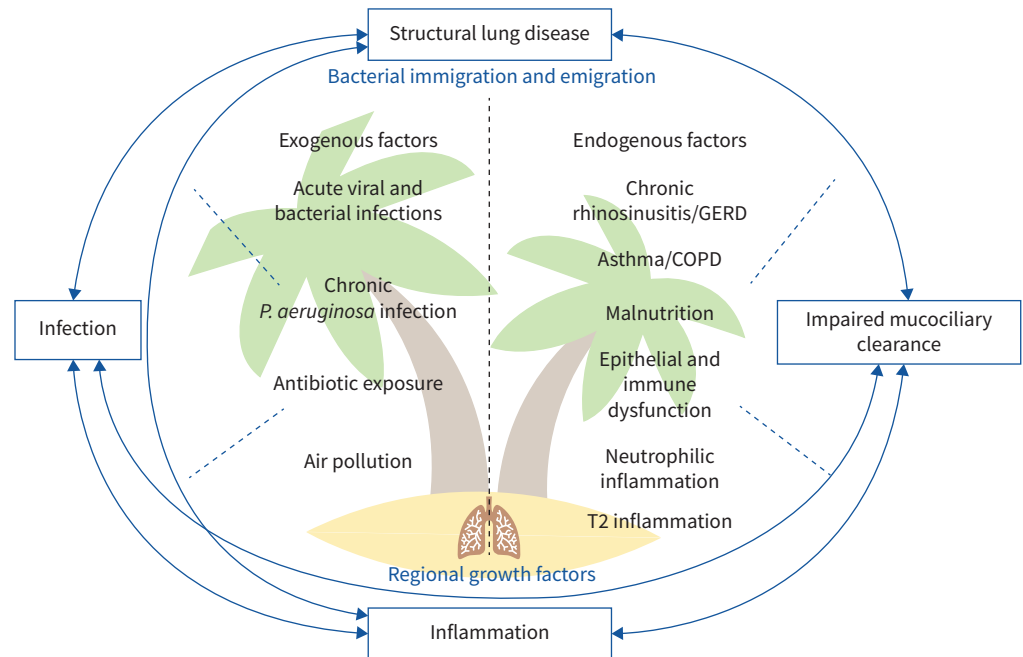 Structural lung disease
Bacterial immigration and emigration
Exogenous factors
Acute viral and
bacterial infections
Chronic
P. aeruginosa infection
Antibiotic exposure
Air pollution
Endogenous factors
Chronic
rhinosinusitis/GERD
Asthma/COPD
Malnutrition
Epithelial and
immune
dysfunction
Neutrophilic
inflammation
T2 inflammation
Infection
Impaired mucociliary
clearance
Regional growth factors
Inflammation